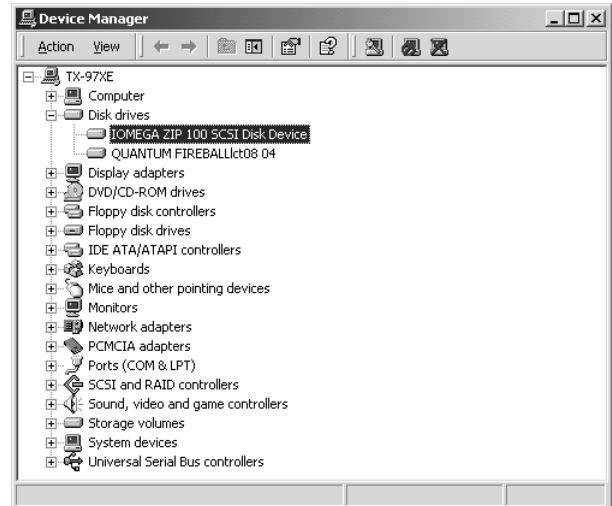 Device Manager
Action View
TX-97XE
Computer
Disk drives
IOMEGA ZIP 100 SCSI Disk Device
QUANTUM FIREBALLlct08 04
Display adapters
DVD/CD-ROM drives
Floppy disk controllers
Floppy disk drives
IDE ATA/ATAPI controllers
Keyboards
Mice and other pointing devices
Monitors
Network adapters
PCMCIA adapters
Ports (COM & LPT)
SCSI and RAID controllers
Sound, video and game controllers
Storage volumes
System devices
Universal Serial Bus controllers